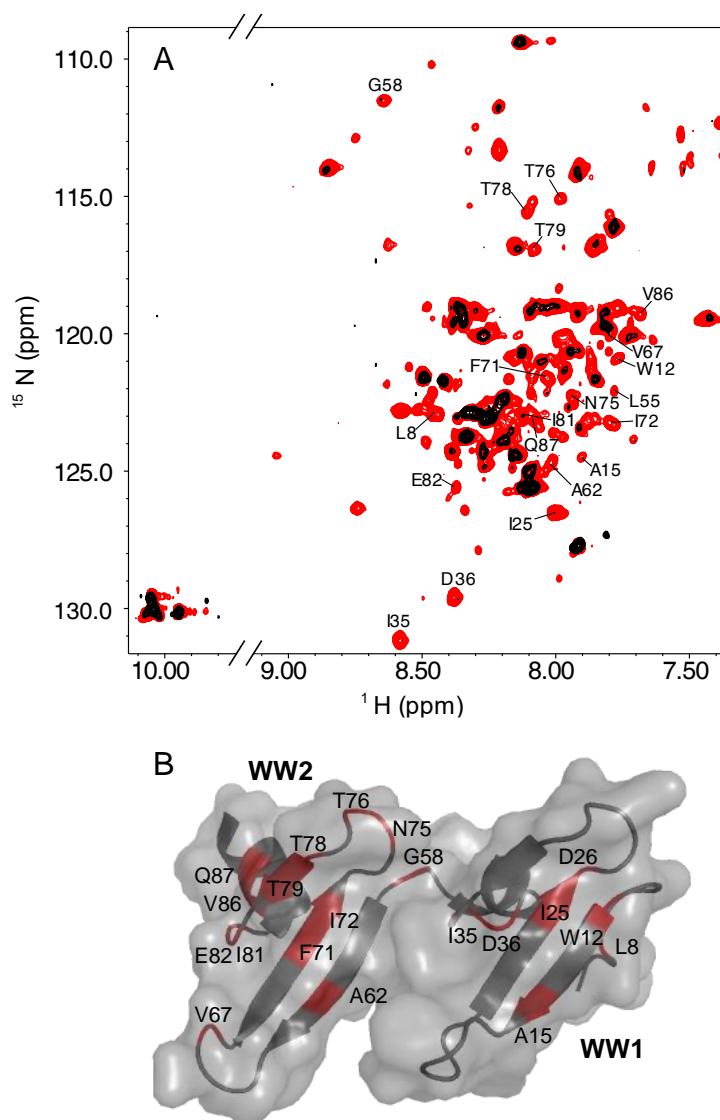 A
110.0
G58
T76
115.0
T78
T79
15 N (ppm)
120.0
V86
V67
W12
F71
N75
L55
L8
I81
I72
Q87
A15
E82
A62
125.0
I25
D36
130.0
I35
10.00
9.00
8.50
8.00
7.50
1 H (ppm)
B
WW2
T76
N75
T78
G58
D26
Q87
T79
V86
I72
I25
I35
W12
E82
I81
F71
D36
L8
A62
V67
A15
WW1